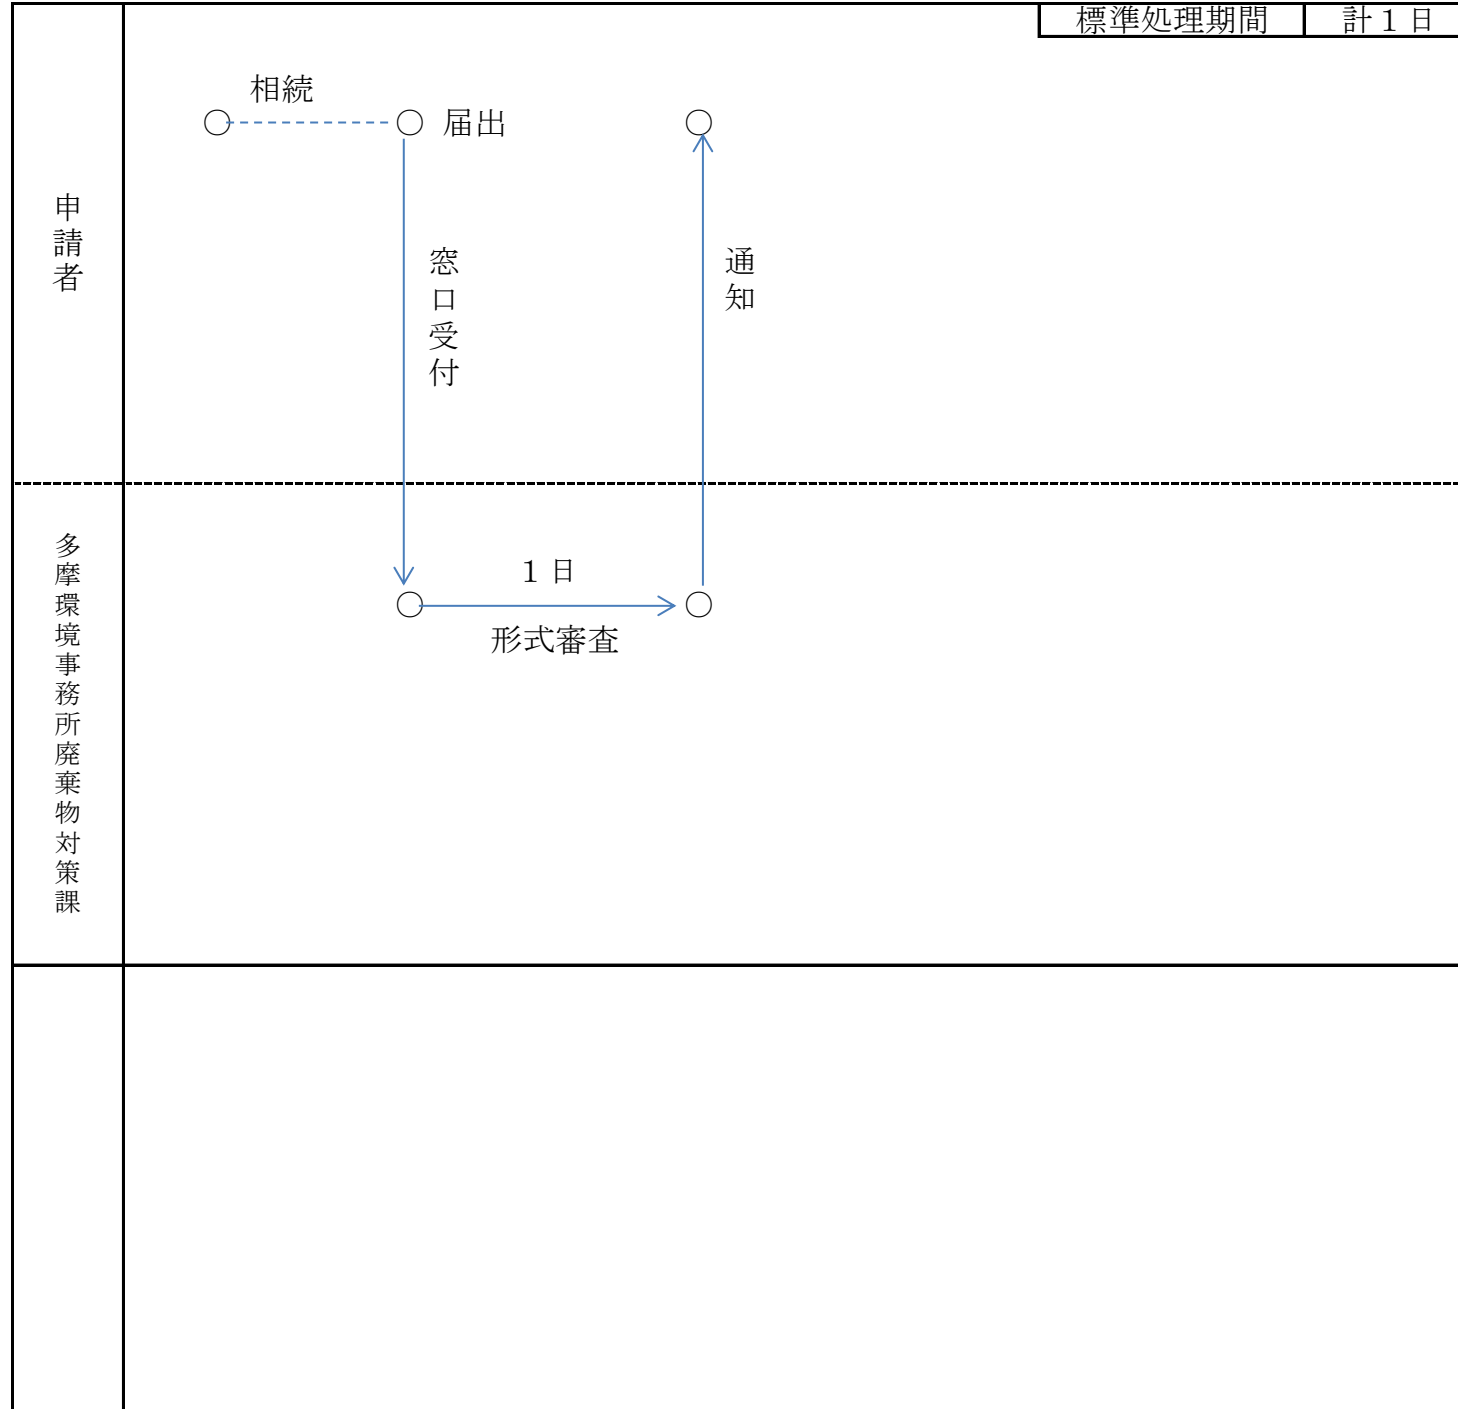 標準処理期間
計１日
相続
届出
申請者
窓口受付
通知
多摩環境事務所廃棄物対策課
１日
形式審査